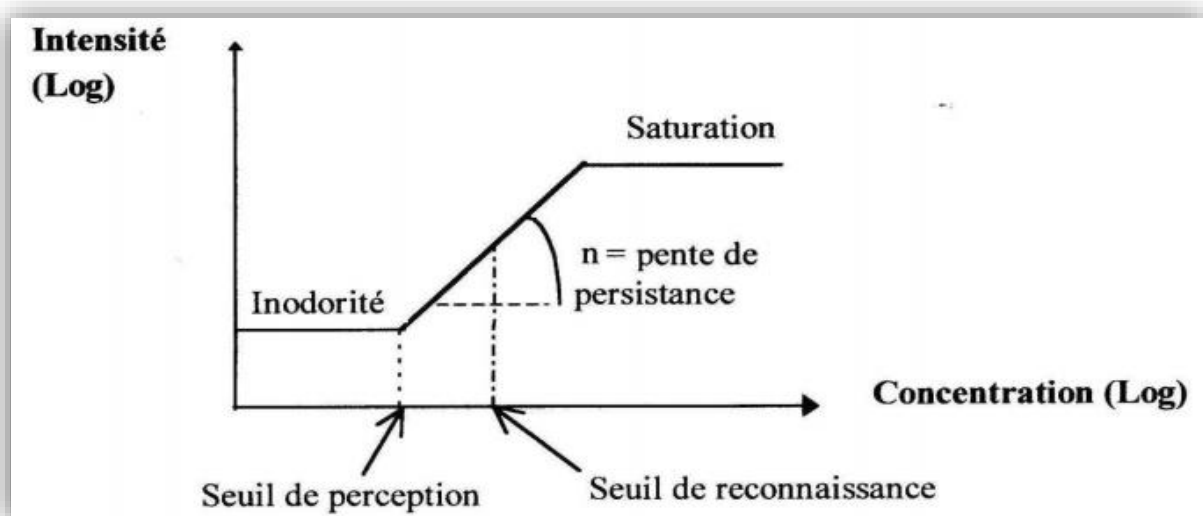 Intensité
(Log)
Saturation
n = pente de
persistance
Inodorité
Concentration (Log)
Seuil de perception
Seuil de reconnaissance